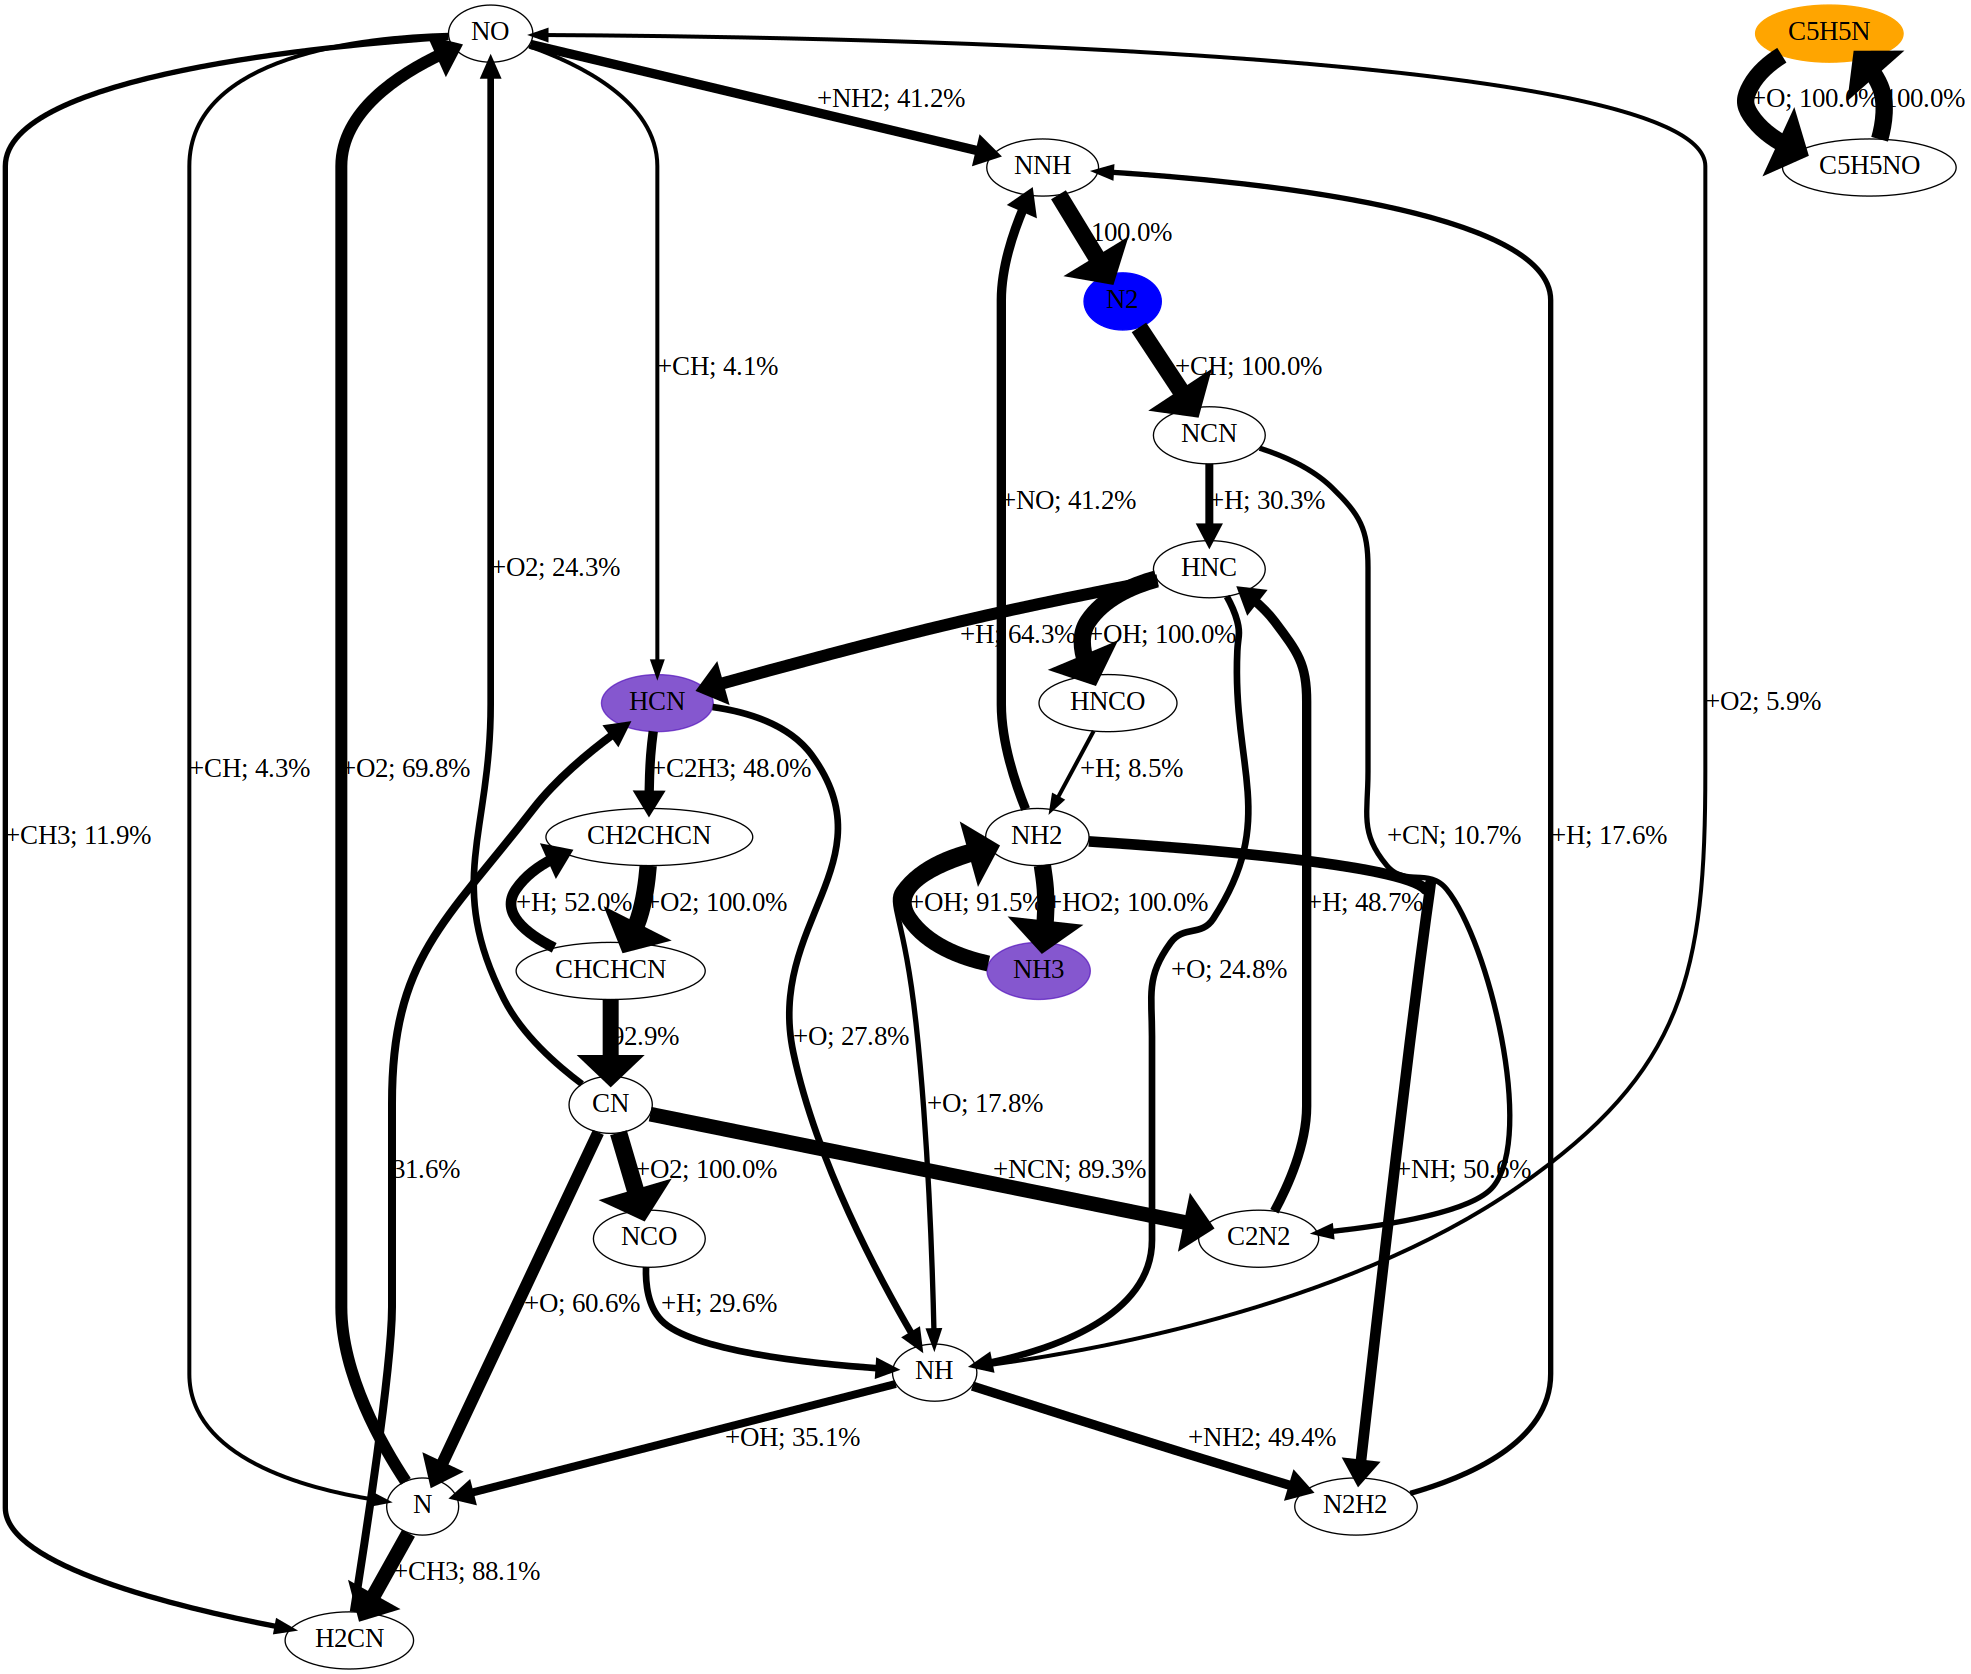 NO
C5H5N
+NH2; 41.2%
+O; 100.0%
100.0%
NNH
C5H5NO
100.0%
N2
+CH; 4.1%
+CH; 100.0%
NCN
+NO; 41.2%
+H; 30.3%
+O2; 24.3%
HNC
+H; 64.3%
+OH; 100.0%
HCN
HNCO
+O2; 5.9%
+CH; 4.3%
+O2; 69.8%
+C2H3; 48.0%
+H; 8.5%
+CH3; 11.9%
CH2CHCN
NH2
+CN; 10.7%
+H; 17.6%
+H; 52.0%
+O2; 100.0%
+OH; 91.5%
+HO2; 100.0%
+H; 48.7%
CHCHCN
NH3
+O; 24.8%
92.9%
+O; 27.8%
CN
+O; 17.8%
31.6%
+O2; 100.0%
+NCN; 89.3%
+NH; 50.6%
NCO
C2N2
+O; 60.6%
+H; 29.6%
NH
+OH; 35.1%
+NH2; 49.4%
N
N2H2
+CH3; 88.1%
H2CN